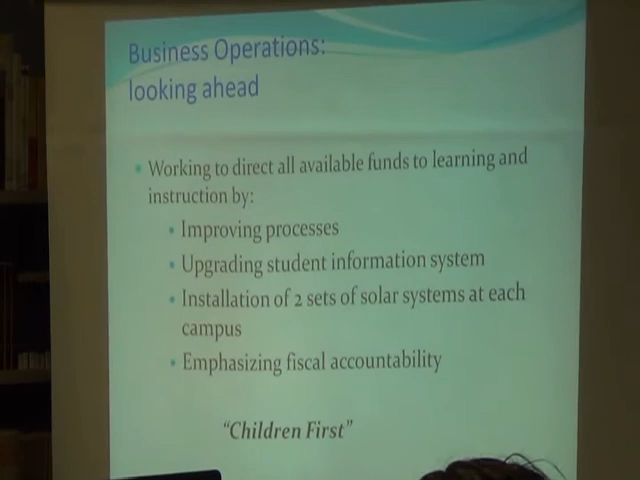 Business Operations:
looking ahead
• Working to direct all available funds to learning and
instruction by:
• Improving processes
• Upgrading student information system
• Installation of 2 sets of solar systems at each
campus
• Emphasizing fiscal accountability
“Children First”